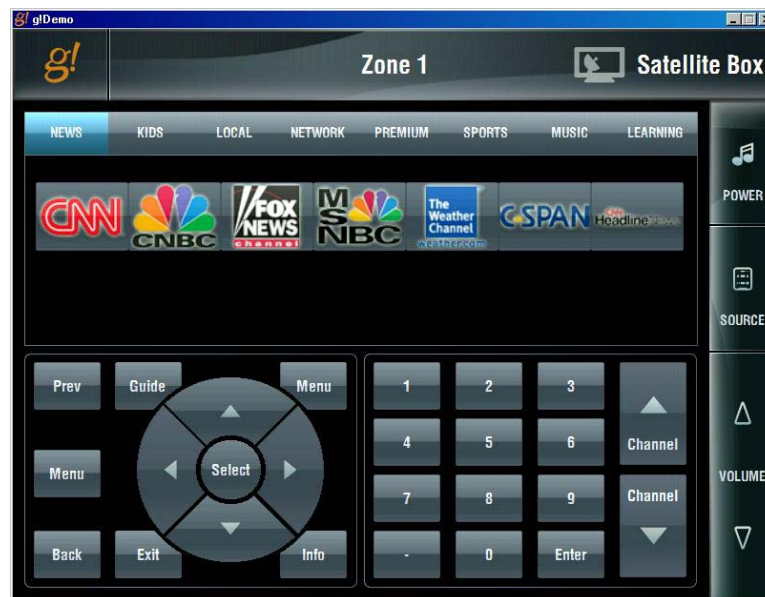 g! g!Demo
g! Zone 1 Satellite Box
NEWS KIDS LOCAL NETWORK PREMIUM SPORTS MUSIC LEARNING
POWER
CNN CNBC FOX NEWS channel MSNBC The Weather Channel weather.com C-SPAN CNN Headline News
SOURCE
Prev Guide Menu 1 2 3
4 5 6 Channel
Menu Select
VOLUME
7 8 9 Channel
Back Exit Info - 0 Enter